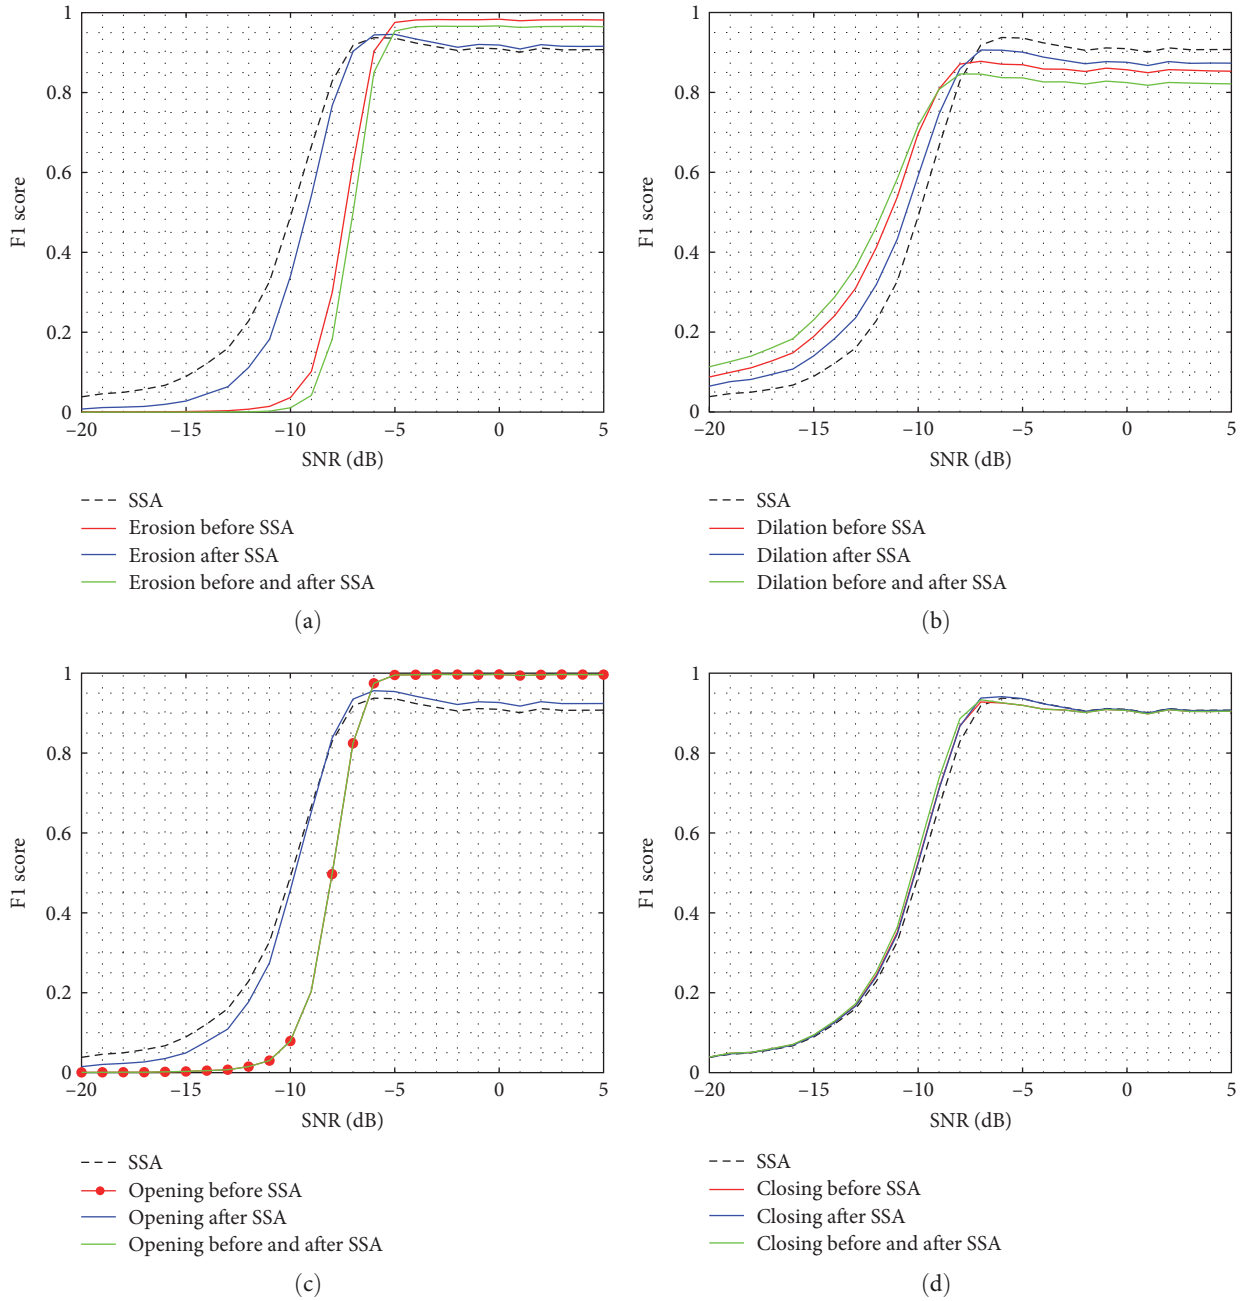 1
0.8
0.6
0.4
0.2
0
F1 score
−20
−15
−10
−5
0
5
SNR (dB)
SSA
Erosion before SSA
Erosion after SSA
Erosion before and after SSA
(a)
1
0.8
0.6
0.4
0.2
0
F1 score
−20
−15
−10
−5
0
5
SNR (dB)
SSA
Dilation before SSA
Dilation after SSA
Dilation before and after SSA
(b)
1
0.8
0.6
0.4
0.2
0
F1 score
−20
−15
−10
−5
0
5
SNR (dB)
SSA
Opening before SSA
Opening after SSA
Opening before and after SSA
(c)
1
0.8
0.6
0.4
0.2
0
F1 score
−20
−15
−10
−5
0
5
SNR (dB)
SSA
Closing before SSA
Closing after SSA
Closing before and after SSA
(d)